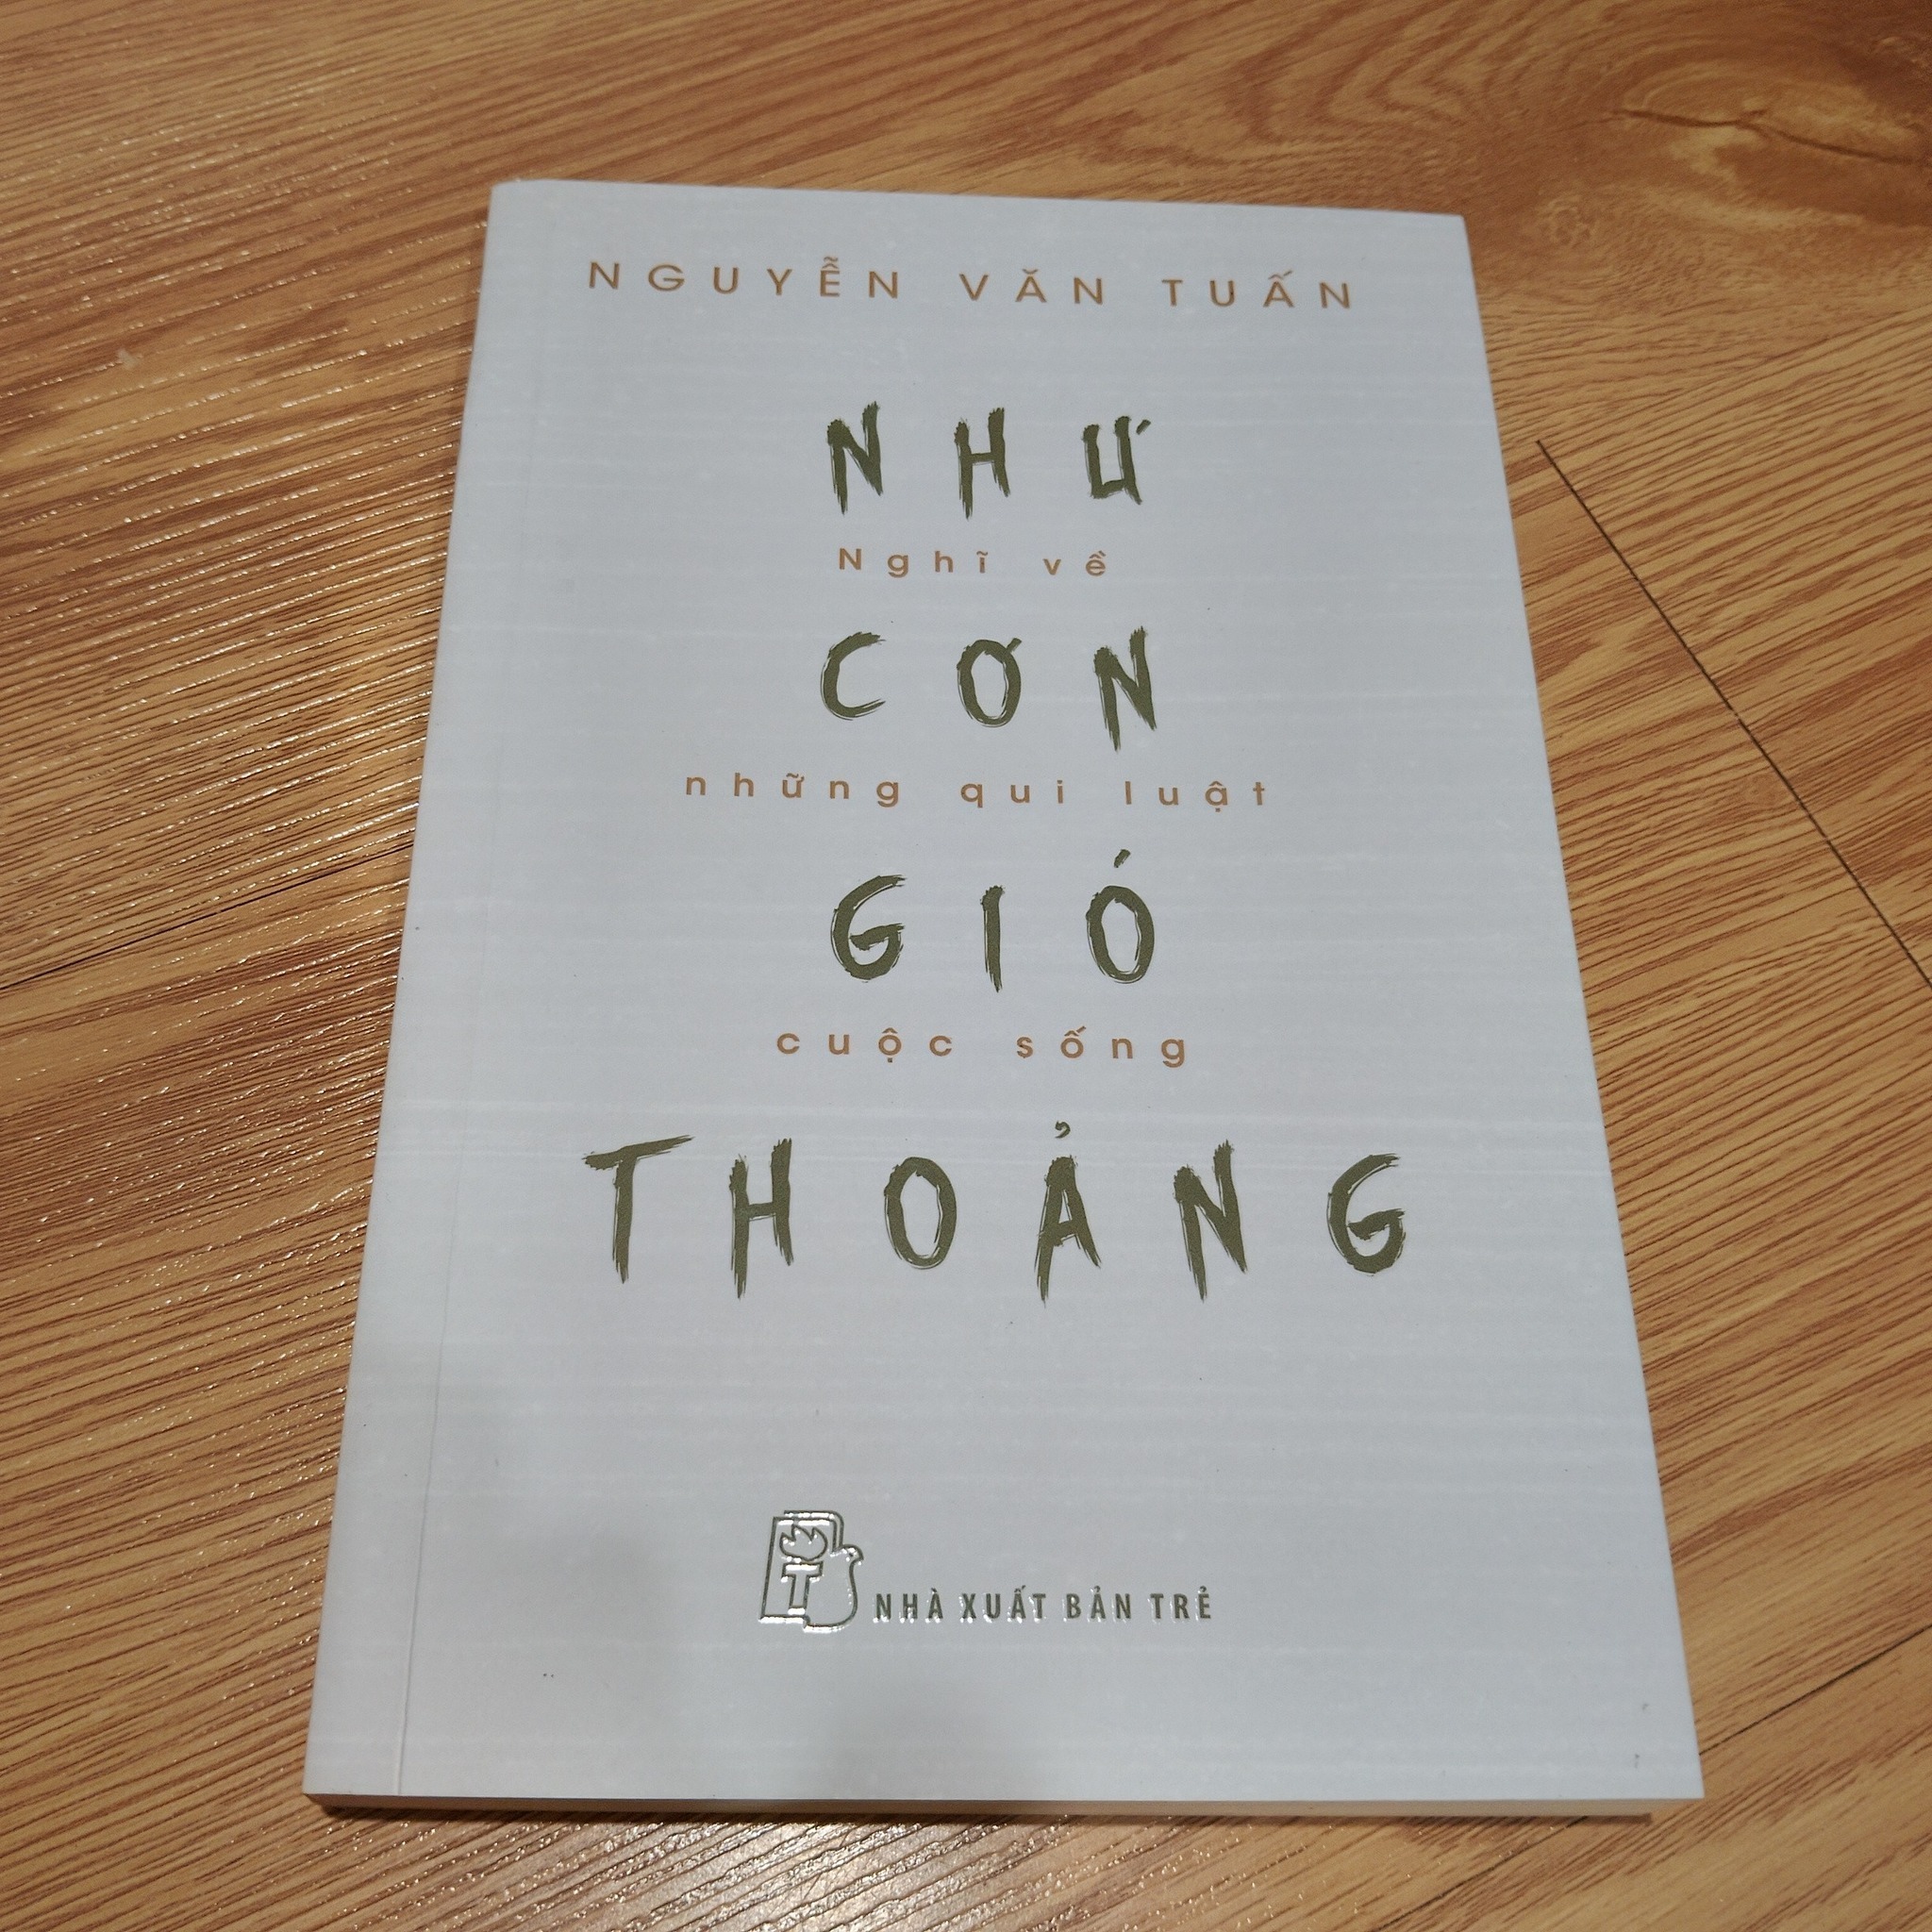 NGUYỄN VĂN TUẤN
NHƯ
Nghĩ về
CƠN
những qui luật
GIÓ
cuộc sống
THOẢNG
T
NHÀ XUẤT BẢN TRẺ